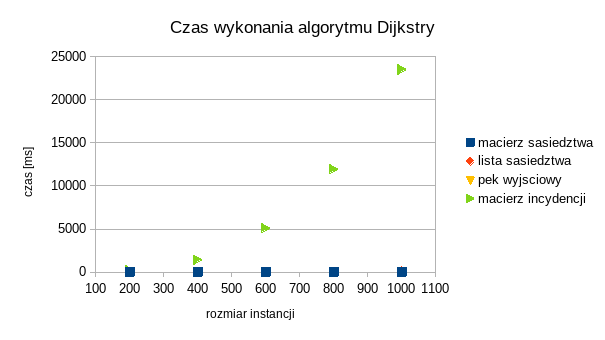 Czas wykonania algorytmu Dijkstry
25000
20000
15000
10000
5000
0
czas [ms]
100 200 300 400 500 600 700 800 900 1000 1100
rozmiar instancji
macierz sasiedztwa
lista sasiedztwa
pek wyjsciowy
macierz incydencji